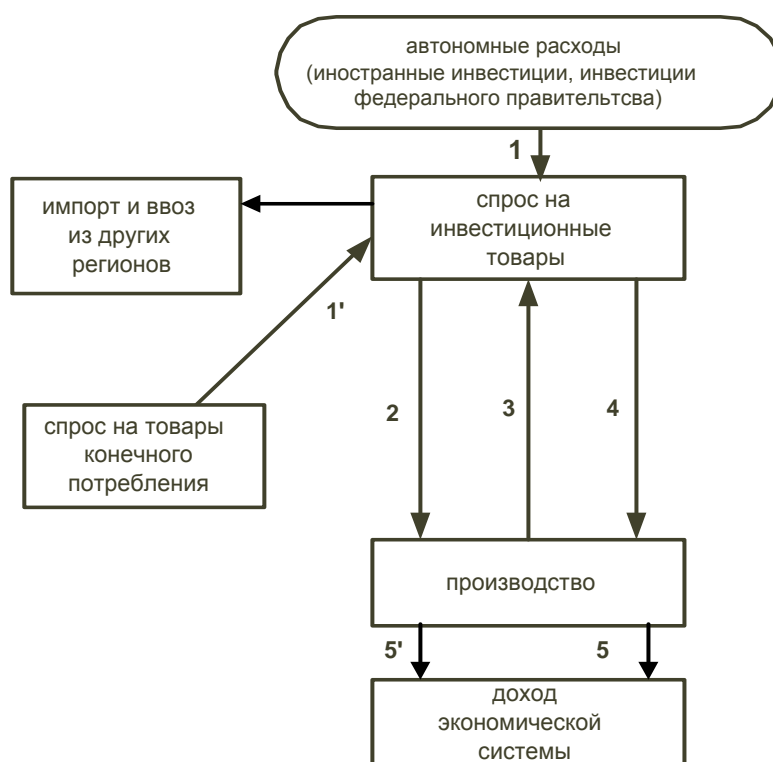 автономные расходы
(иностранные инвестиции, инвестиции
федерального правительтсва)
1
спрос на
инвестиционные
товары
импорт и ввоз
из других
регионов
1'
спрос на товары
конечного
потребления
2
3
4
производство
5'
5
доход
экономической
системы